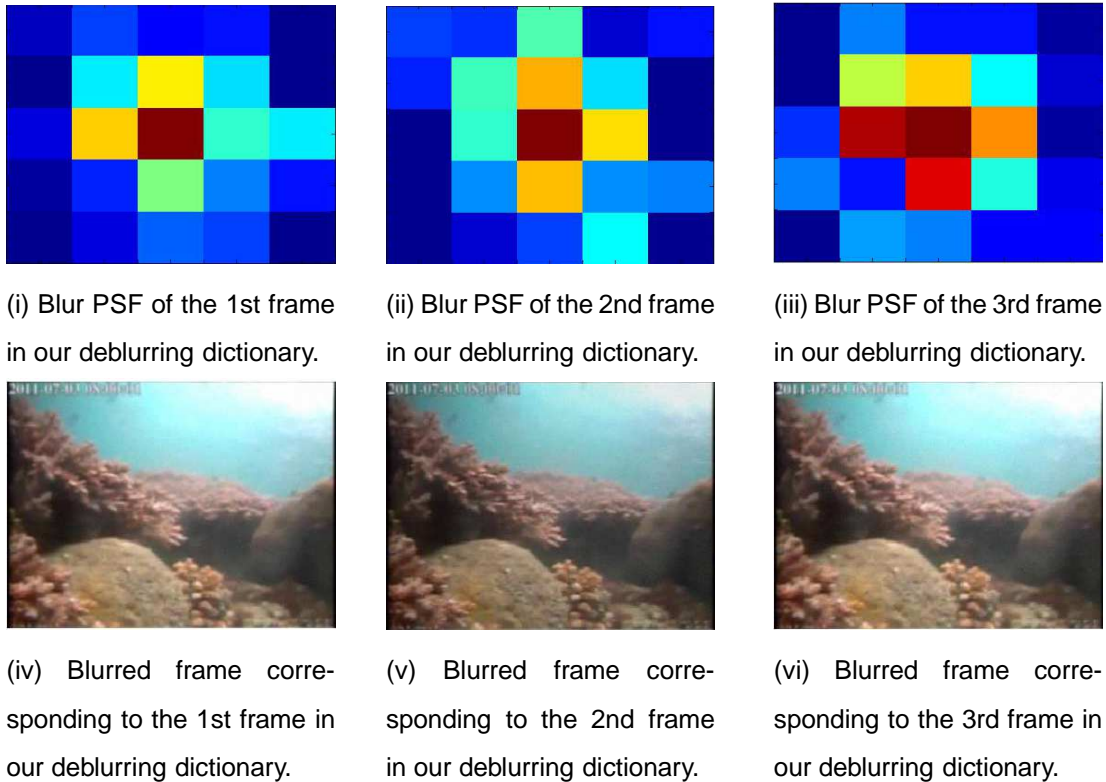 (i) Blur PSF of the 1st frame
in our deblurring dictionary.
(ii) Blur PSF of the 2nd frame
in our deblurring dictionary.
(iii) Blur PSF of the 3rd frame
in our deblurring dictionary.
(iv) Blurred frame corre-
sponding to the 1st frame in
our deblurring dictionary.
(v) Blurred frame corre-
sponding to the 2nd frame
in our deblurring dictionary.
(vi) Blurred frame corre-
sponding to the 3rd frame in
our deblurring dictionary.